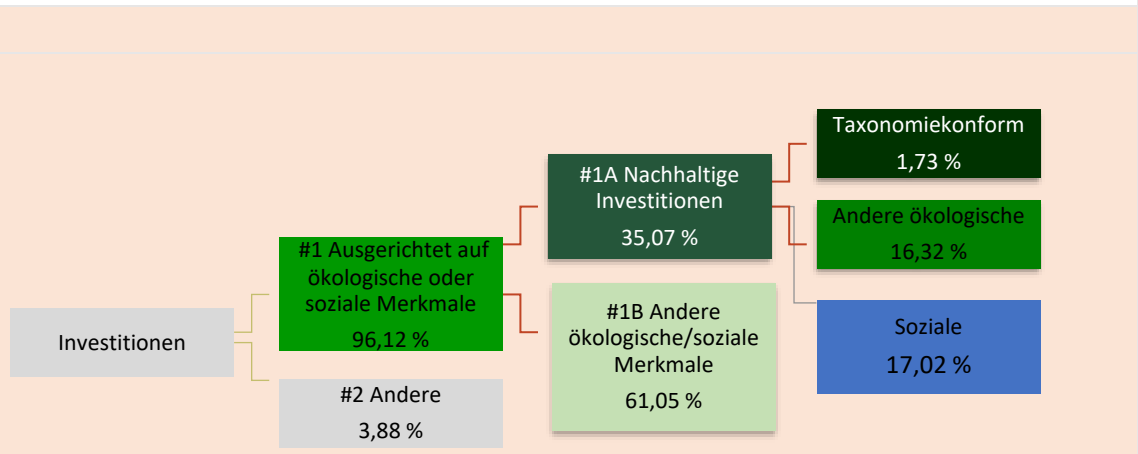 Investitionen
#1 Ausgerichtet auf
ökologische oder
soziale Merkmale
96,12 %
#2 Andere
3,88 %
#1A Nachhaltige
Investitionen
35,07 %
#1B Andere
ökologische/soziale
Merkmale
61,05 %
Taxonomiekonform
1,73 %
Andere ökologische
16,32 %
Soziale
17,02 %